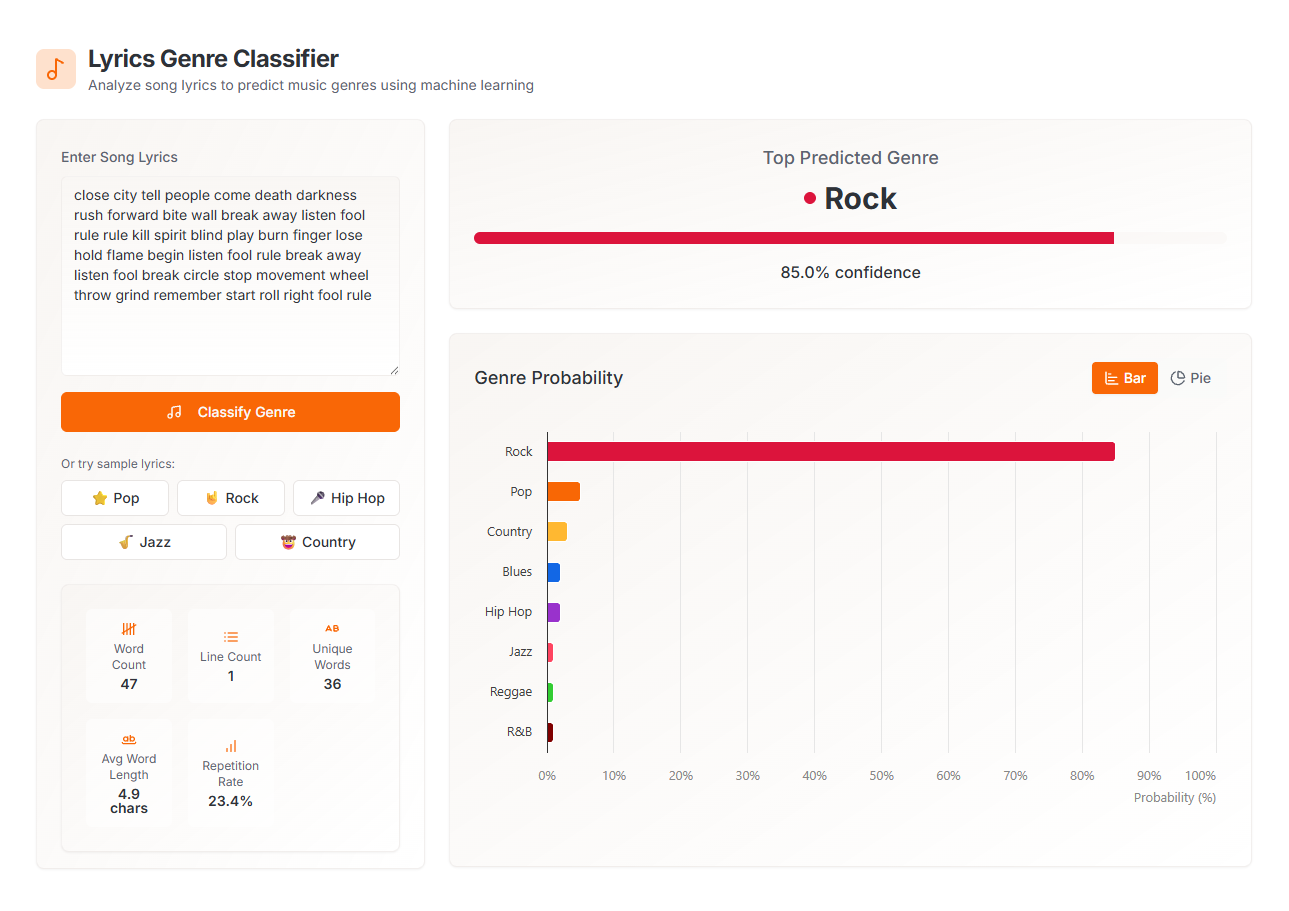 Lyrics Genre Classifier
Analyze song lyrics to predict music genres using machine learning
Enter Song Lyrics
close city tell people come death darkness
rush forward bite wall break away listen fool
rule rule kill spirit blind play burn finger lose
hold flame begin listen fool rule break away
listen fool break circle stop movement wheel
throw grind remember start roll right fool rule
Classify Genre
Or try sample lyrics:
Pop
Rock
Hip Hop
Jazz
Country
Word
Count
47
Line Count
1
AB
Unique
Words
36
ab
Avg Word
Length
4.9
chars
Repetition
Rate
23.4%
Top Predicted Genre
Rock
85.0% confidence
Genre Probability
Bar
Pie
Rock
Pop
Country
Blues
Hip Hop
Jazz
Reggae
R&B
0% 10% 20% 30% 40% 50% 60% 70% 80% 90% 100%
Probability (%)